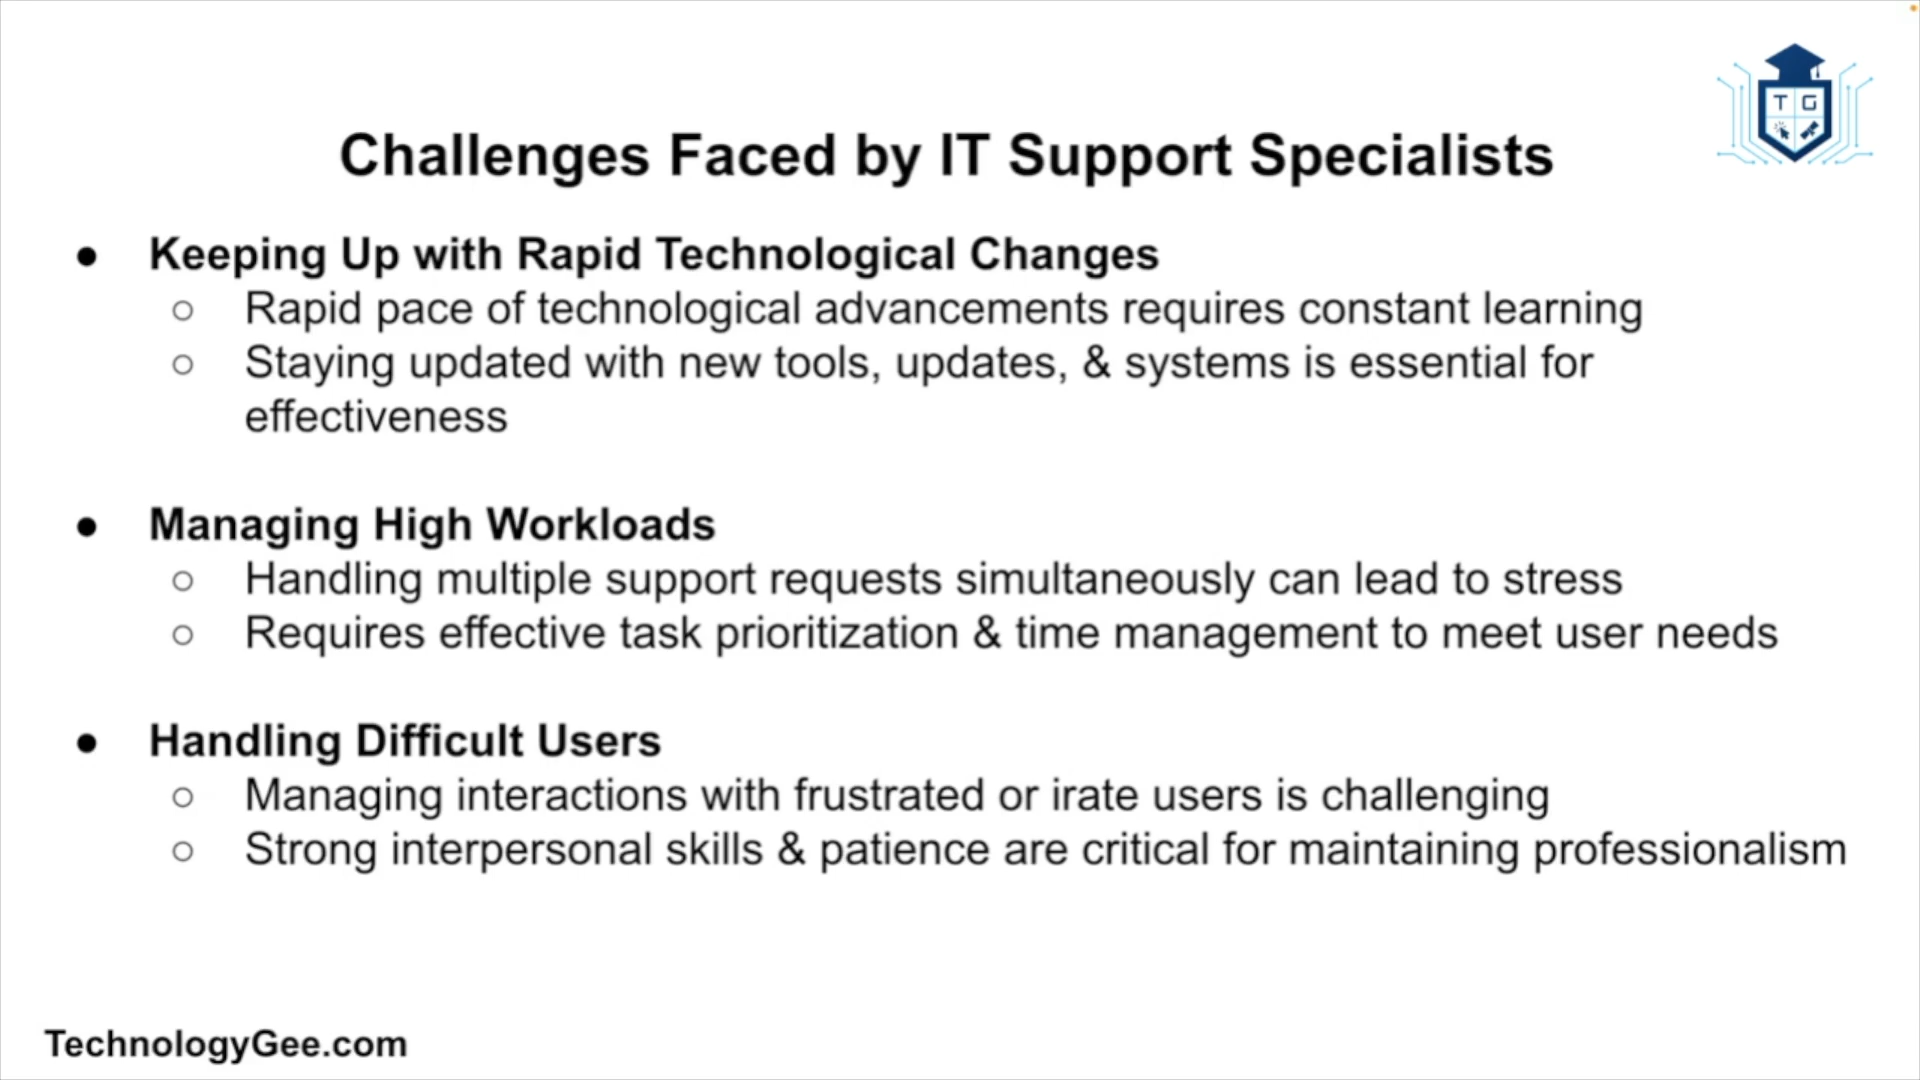 T G
Challenges Faced by IT Support Specialists
● Keeping Up with Rapid Technological Changes
○ Rapid pace of technological advancements requires constant learning
○ Staying updated with new tools, updates, & systems is essential for
effectiveness
● Managing High Workloads
○ Handling multiple support requests simultaneously can lead to stress
○ Requires effective task prioritization & time management to meet user needs
● Handling Difficult Users
○ Managing interactions with frustrated or irate users is challenging
○ Strong interpersonal skills & patience are critical for maintaining professionalism
TechnologyGee.com